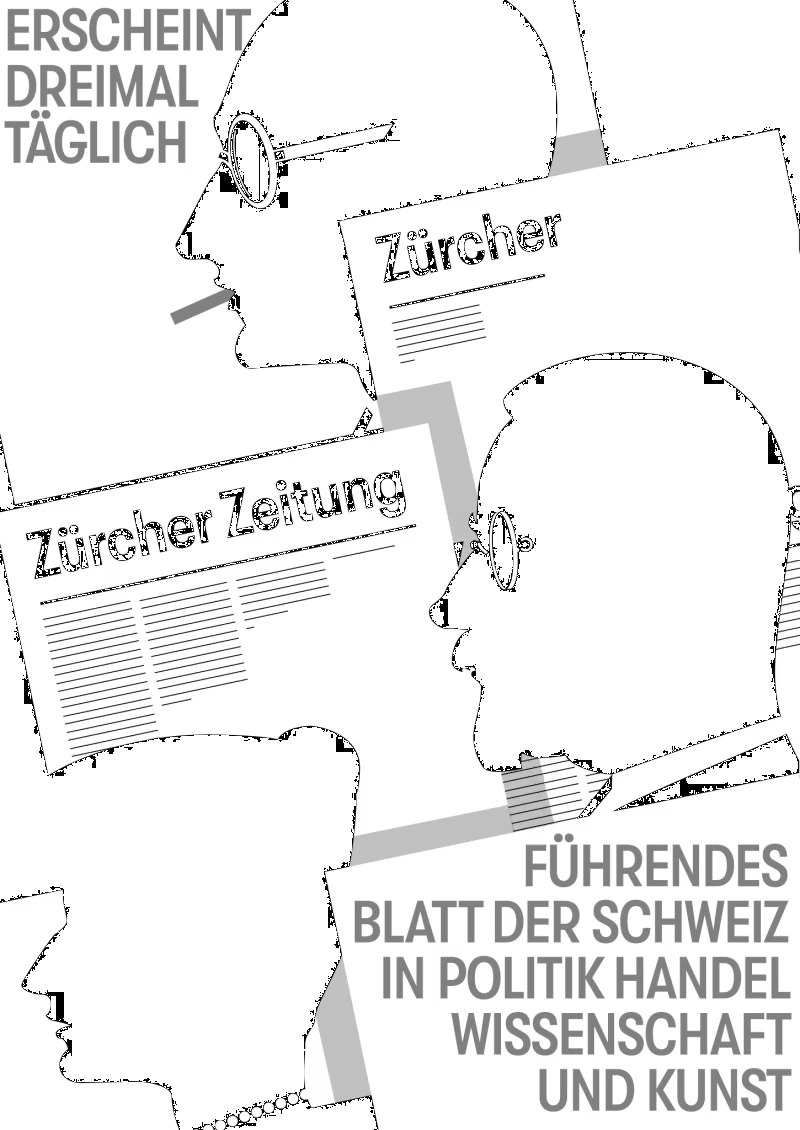 ERSCHEINT
DREIMAL
TÄGLICH
Zürcher
Zürcher Zeitung
FÜHRENDES
BLATT DER SCHWEIZ
IN POLITIK HANDEL
WISSENSCHAFT
UND KUNST